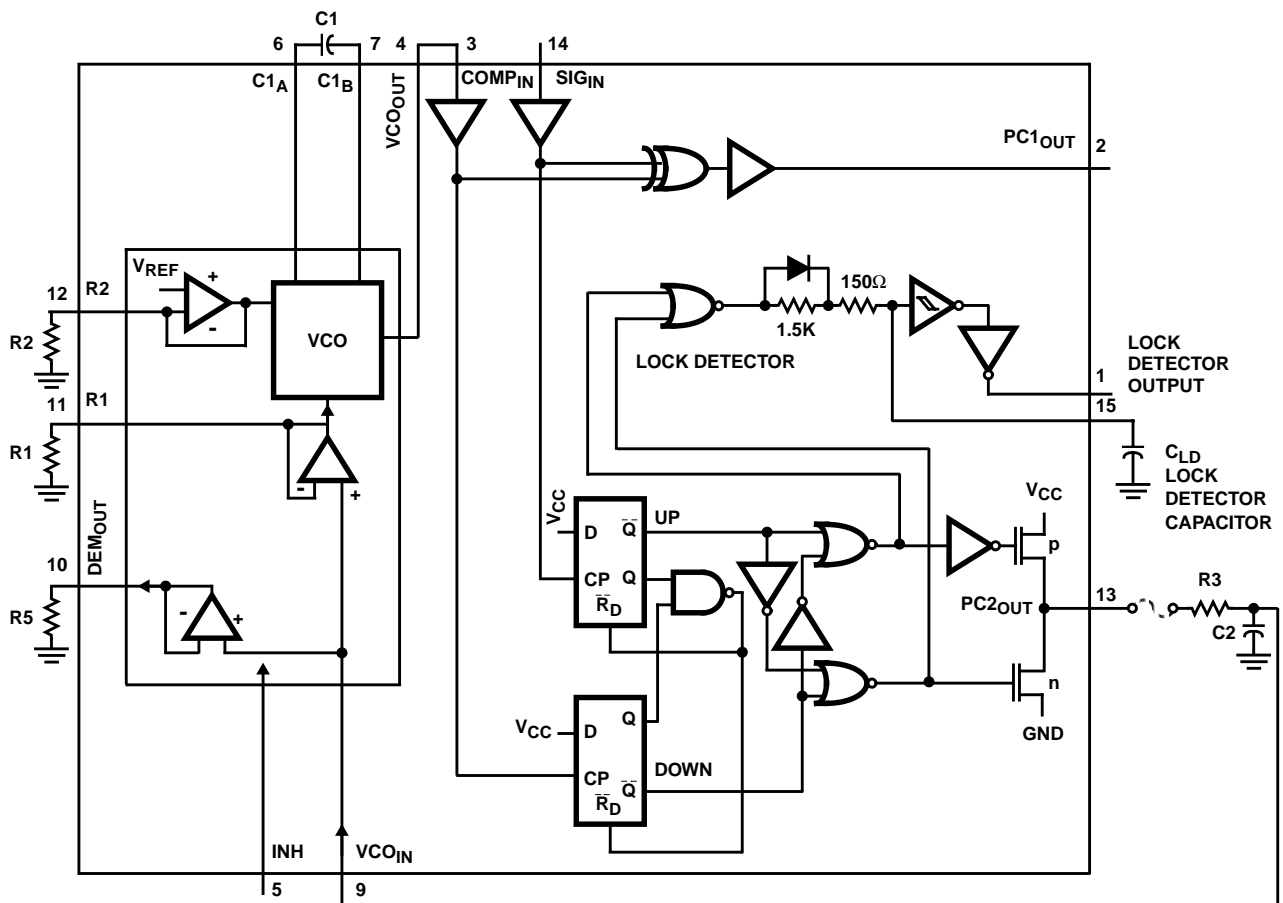 C1
6 7 4 3 14
C1A C1B VCOOUT COMPIN SIGIN
PC1OUT 2
VREF
+
-
12 R2
R2
VCO
150Ω
1.5K
LOCK DETECTOR
LOCK
DETECTOR
OUTPUT
1
15
11 R1
R1
- +
CLD
LOCK
DETECTOR
CAPACITOR
VCC
p
VCC
D Q̅ UP
CP Q
R̅D
DEMOUT
10
R5
- +
PC2OUT 13
R3
C2
n
GND
VCC
D Q
CP
R̅D Q̅
DOWN
INH VCOIN
5 9